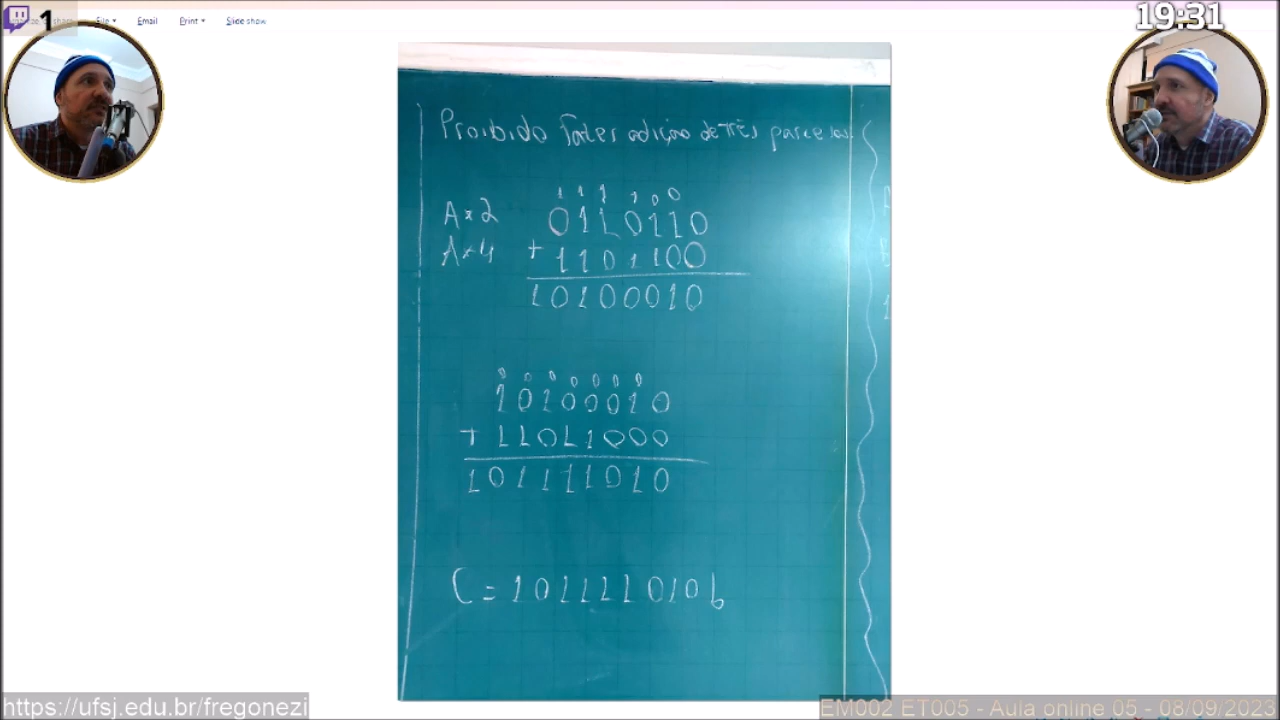 1
File
Email
Print
Slide show
19:31
Proibido fazer adição de três parcelas.
1 1 1 1 0 0
A×2 0110110
A×4 + 1101100
10100010
0 0 0 0 0 0 0
10100010
+ 11011000
101111010
C = 101111010b
https://ufsj.edu.br/fregonezi
EM002 ET005 - Aula online 05 - 08/09/2023